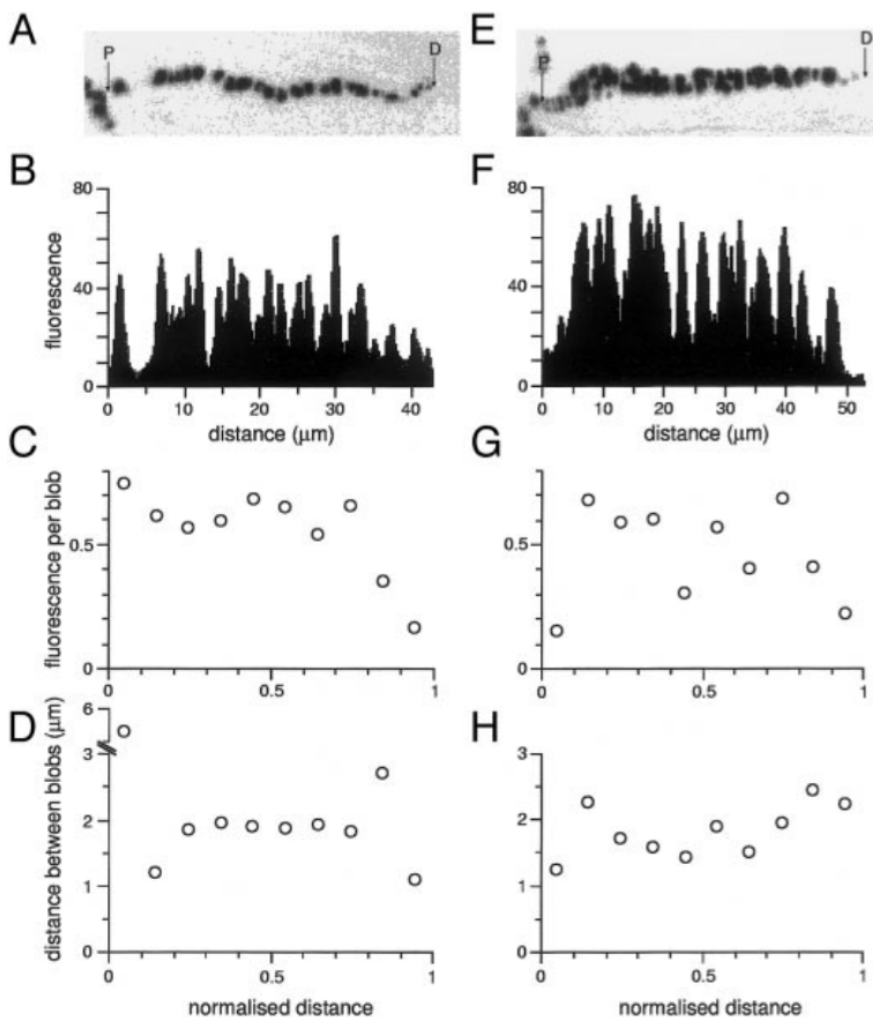 A
P
D
E
P
D
B
80
fluorescence
40
0
0 10 20 30 40
distance (μm)
F
80
40
0
0 10 20 30 40 50
distance (μm)
C
fluorescence per blob
0.5
0
0 0.5 1
G
0.5
0
0 0.5 1
D
distance between blobs (μm)
6
3
2
1
0
0 0.5 1
normalised distance
H
3
2
1
0
0 0.5 1
normalised distance